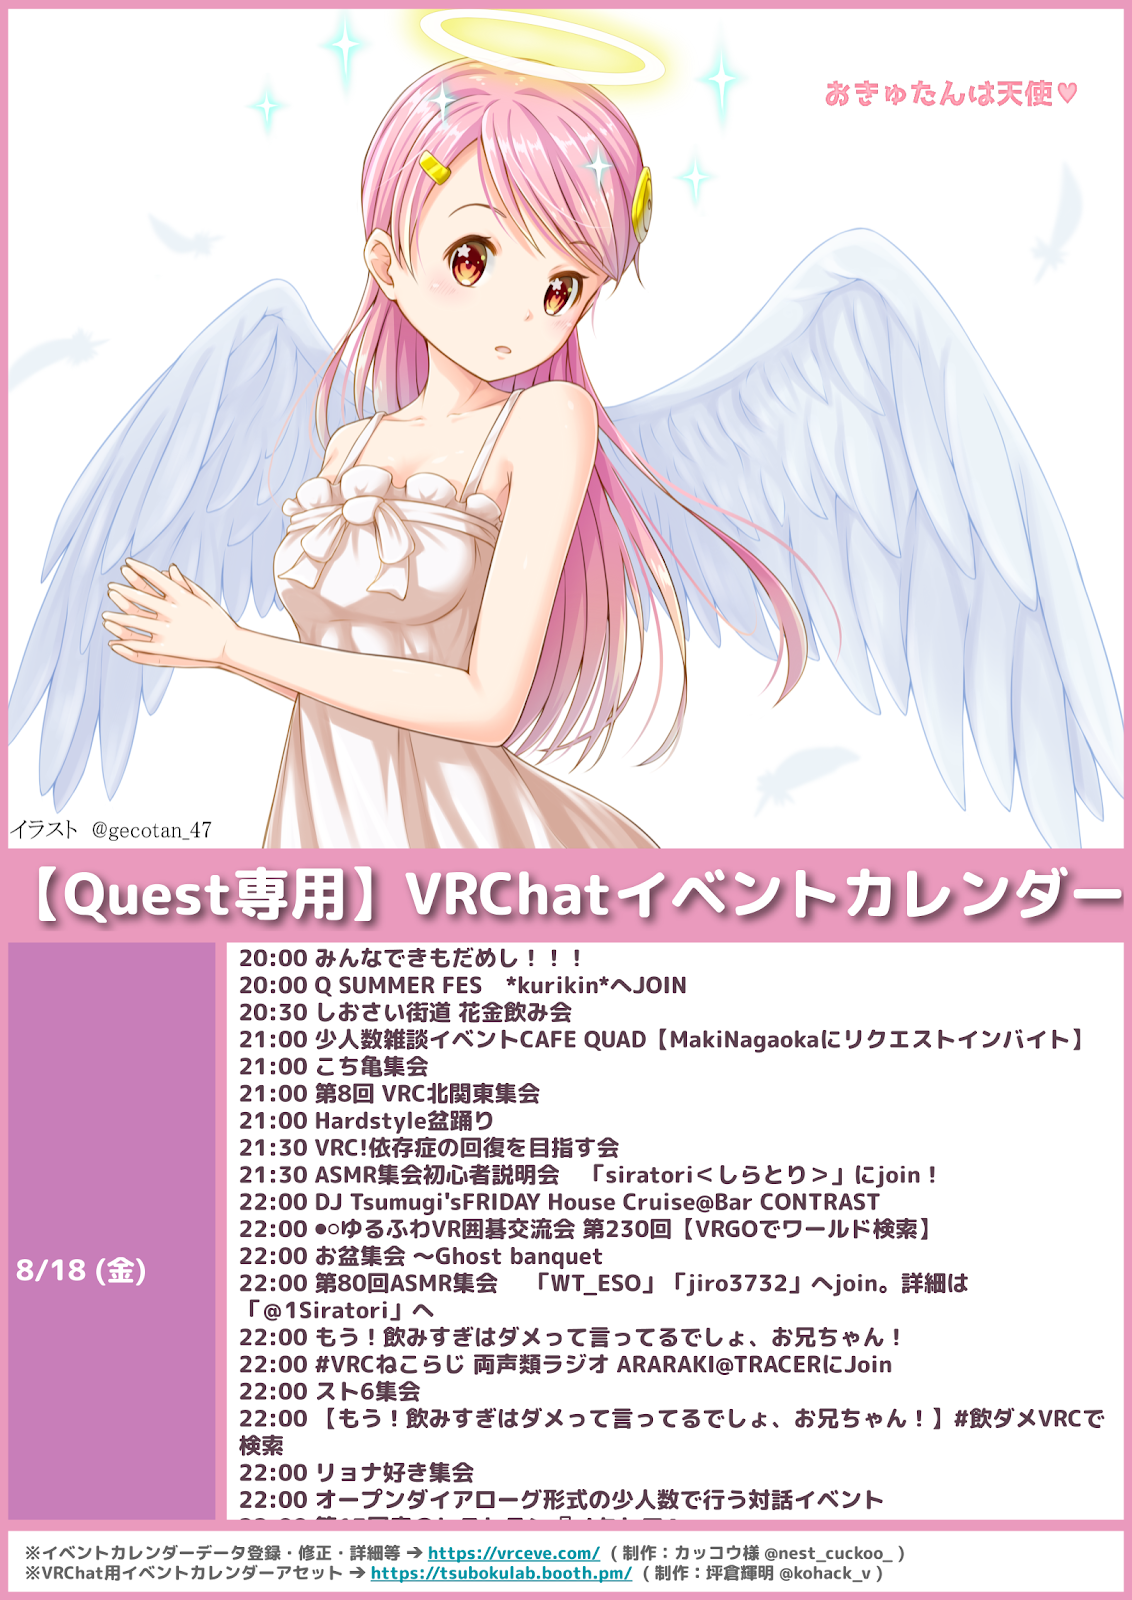 おきゅたんは天使♥
イラスト @gecotan_47
【Quest専用】VRChatイベントカレンダー
8/18 (金)
20:00 みんなできもだめし！！！
20:00 Q SUMMER FES　*kurikin*へJOIN
20:30 しおさい街道 花金飲み会
21:00 少人数雑談イベントCAFE QUAD【MakiNagaokaにリクエストインバイト】
21:00 こち亀集会
21:00 第8回 VRC北関東集会
21:00 Hardstyle盆踊り
21:30 VRC!依存症の回復を目指す会
21:30 ASMR集会初心者説明会　「siratori＜しらとり＞」にjoin！
22:00 DJ Tsumugi'sFRIDAY House Cruise@Bar CONTRAST
22:00 ●○ゆるふわVR囲碁交流会 第230回【VRGOでワールド検索】
22:00 お盆集会 ～Ghost banquet
22:00 第80回ASMR集会　「WT_ESO」「jiro3732」へjoin。詳細は
「@1Siratori」へ
22:00 もう！飲みすぎはダメって言ってるでしょ、お兄ちゃん！
22:00 #VRCねこらじ 両声類ラジオ ARARAKI@TRACERにJoin
22:00 スト6集会
22:00 【もう！飲みすぎはダメって言ってるでしょ、お兄ちゃん！】#飲ダメVRCで
検索
22:00 リョナ好き集会
22:00 オープンダイアローグ形式の少人数で行う対話イベント
※イベントカレンダーデータ登録・修正・詳細等 ➔ https://vrceve.com/ ( 制作：カッコウ様 @nest_cuckoo_ )
※VRChat用イベントカレンダーアセット ➔ https://tsubokulab.booth.pm/ ( 制作：坪倉輝明 @kohack_v )